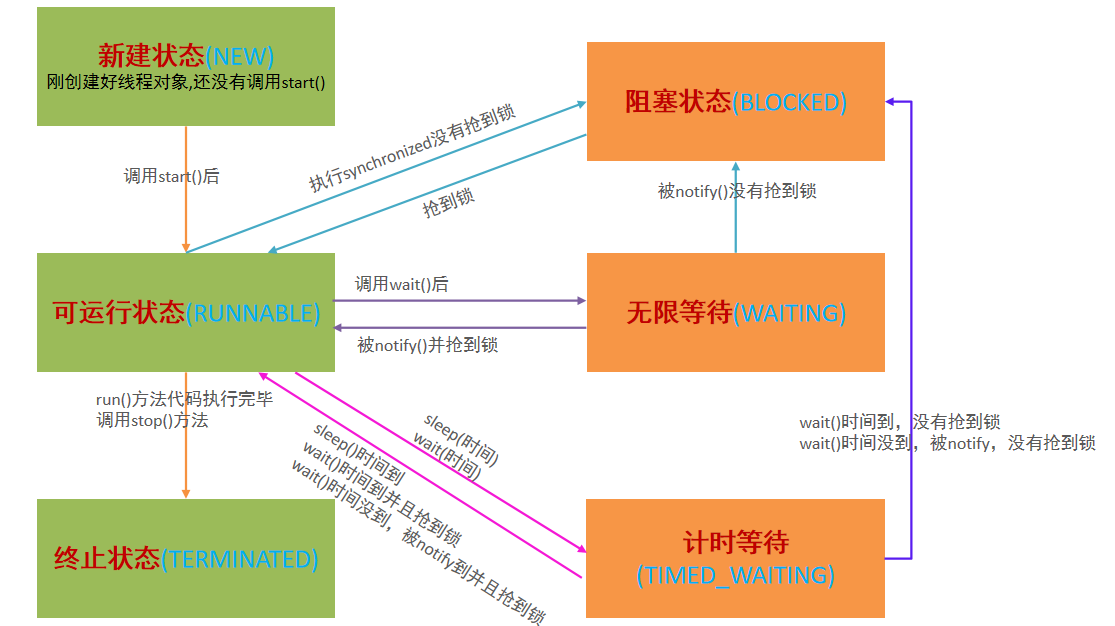 新建状态(NEW)
刚创建好线程对象,还没有调用start()
阻塞状态(BLOCKED)
执行synchronized没有抢到锁
调用start()后
抢到锁
被notify()没有抢到锁
可运行状态(RUNNABLE)
调用wait()后
被notify()并抢到锁
无限等待(WAITING)
run()方法代码执行完毕
调用stop()方法
sleep(时间)
wait(时间)
sleep()时间到
wait()时间到并且抢到锁
wait()时间没到，被notify到并且抢到锁
wait()时间到，没有抢到锁
wait()时间没到，被notify，没有抢到锁
终止状态(TERMINATED)
计时等待
(TIMED_WAITING)